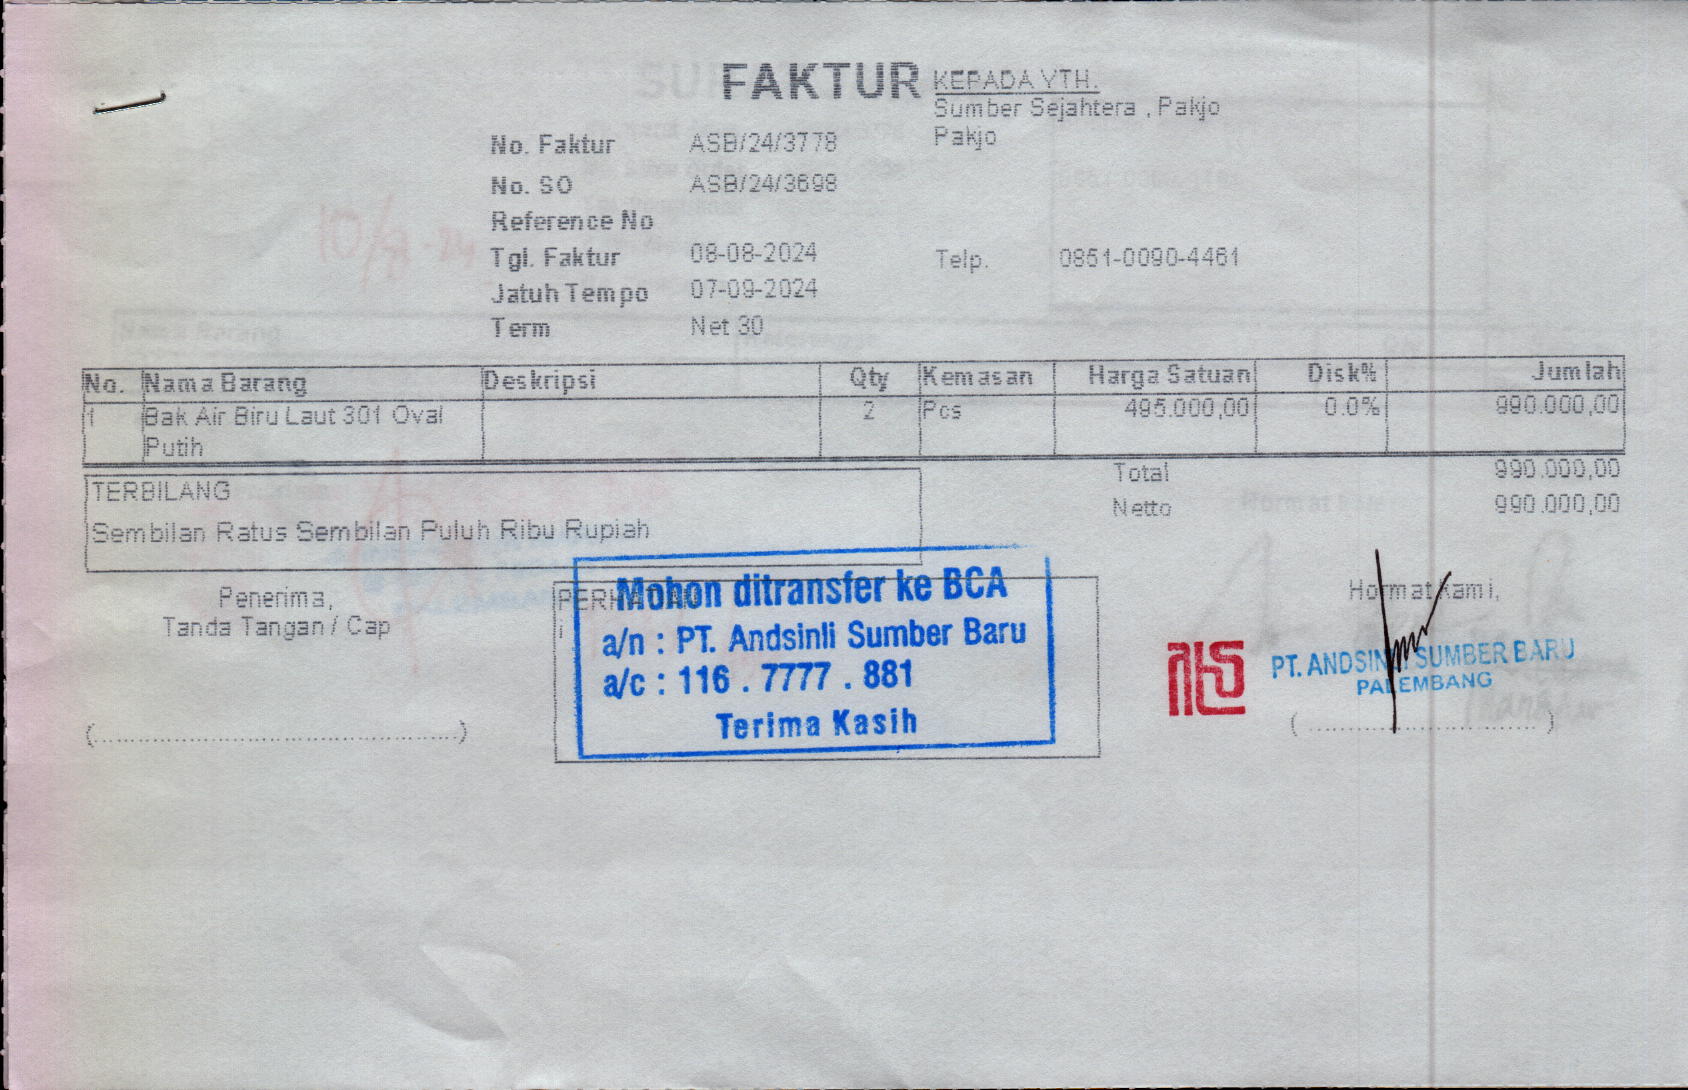 FAKTUR
KEPADA YTH.
Sumber Sejahtera , Pakjo
Pakjo
No. Faktur ASB/24/3778
No. SO ASB/24/3698
Reference No
Tgl. Faktur 08-08-2024
Telp. 0851-0090-4461
Jatuh Tempo 07-09-2024
Term Net 30
No. Nama Barang Deskripsi Qty Kemasan Harga Satuan Disk% Jumlah
1 Bak Air Biru Laut 301 Oval 2 Pcs 495.000,00 0.0% 990.000,00
Putih
Total 990.000,00
Netto 990.000,00
TERBILANG
Sembilan Ratus Sembilan Puluh Ribu Rupiah
Penerima,
Tanda Tangan / Cap
(............................................)
Mohon ditransfer ke BCA
a/n : PT. Andsinli Sumber Baru
a/c : 116 . 7777 . 881
Terima Kasih
Hormat Kami,
PT. ANDSINLI SUMBER BARU
PALEMBANG
(............................)